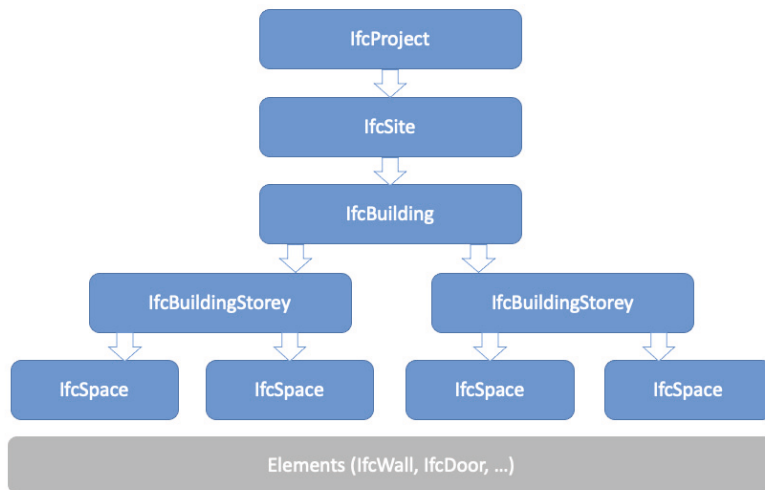 IfcProject
IfcSite
IfcBuilding
IfcBuildingStorey
IfcBuildingStorey
IfcSpace
IfcSpace
IfcSpace
IfcSpace
Elements (IfcWall, IfcDoor, ...)